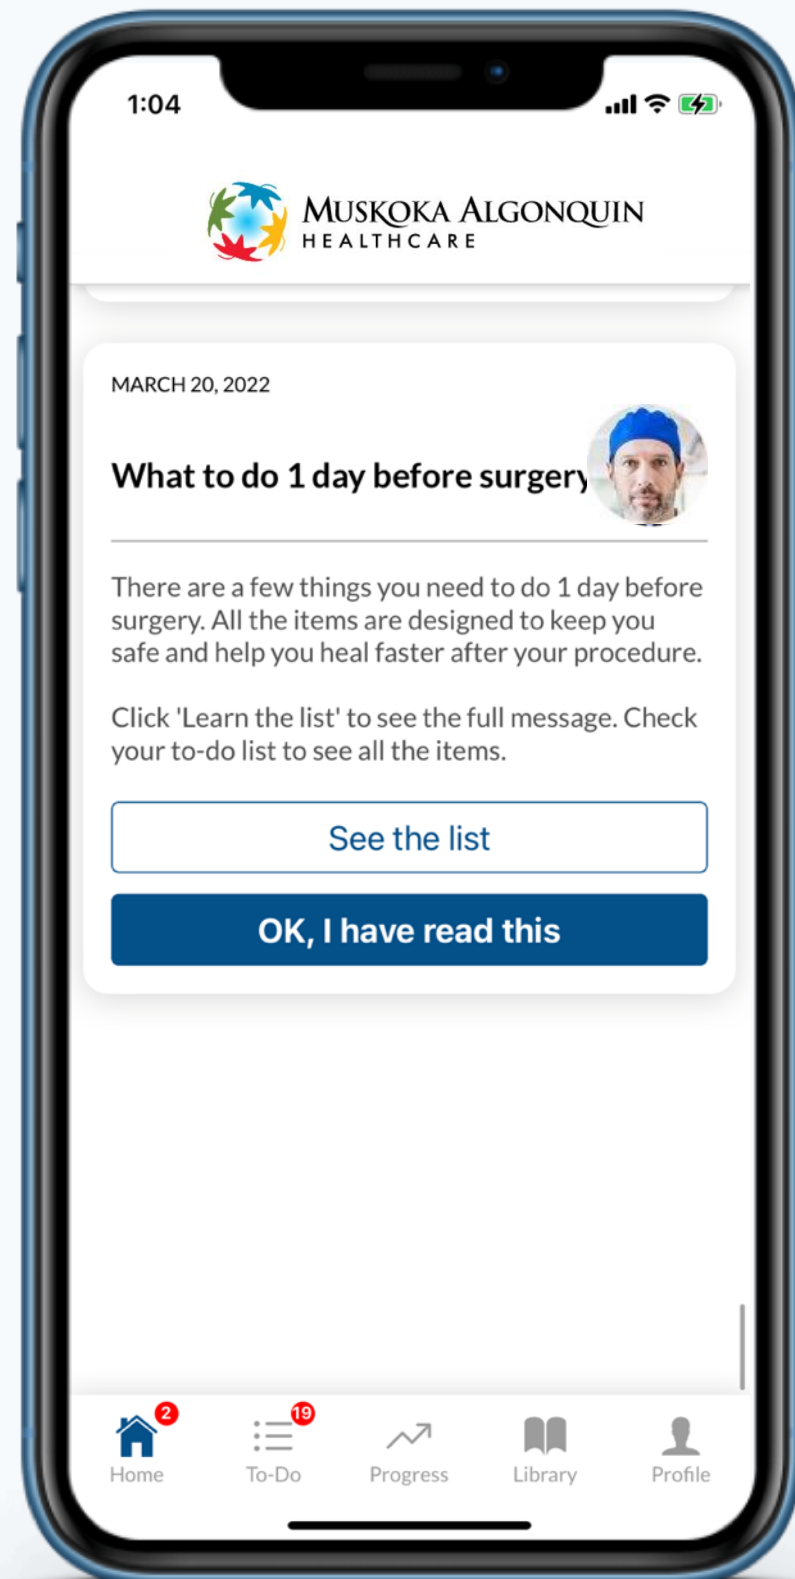 1:04
MUSKOKA ALGONQUIN
HEALTHCARE
MARCH 20, 2022
What to do 1 day before surgery
There are a few things you need to do 1 day before
surgery. All the items are designed to keep you
safe and help you heal faster after your procedure.
Click 'Learn the list' to see the full message. Check
your to-do list to see all the items.
See the list
OK, I have read this
2
19
Home
To-Do
Progress
Library
Profile